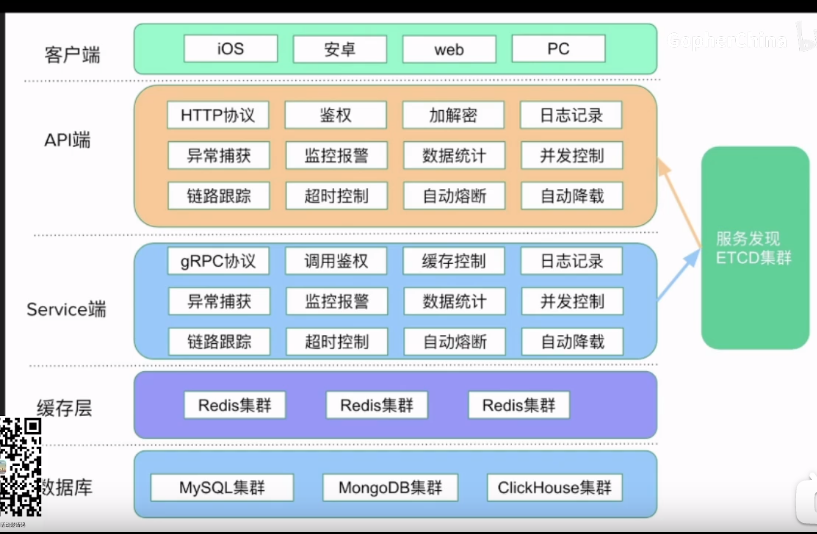 GopherChina
客户端
iOS
安卓
web
PC
API端
HTTP协议
鉴权
加解密
日志记录
异常捕获
监控报警
数据统计
并发控制
链路跟踪
超时控制
自动熔断
自动降载
服务发现
ETCD集群
Service端
gRPC协议
调用鉴权
缓存控制
日志记录
异常捕获
监控报警
数据统计
并发控制
链路跟踪
超时控制
自动熔断
自动降载
缓存层
Redis集群
Redis集群
Redis集群
数据库
MySQL集群
MongoDB集群
ClickHouse集群